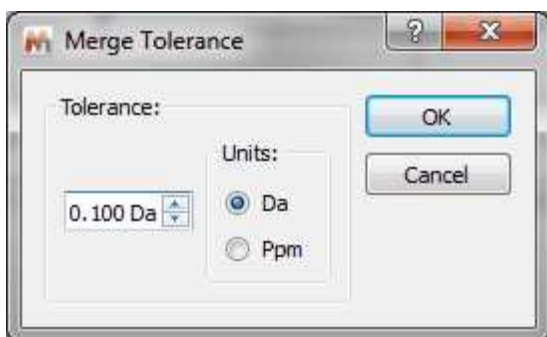 Merge Tolerance
?
X
Tolerance:
OK
Units:
Cancel
0.100 Da
Da
Ppm